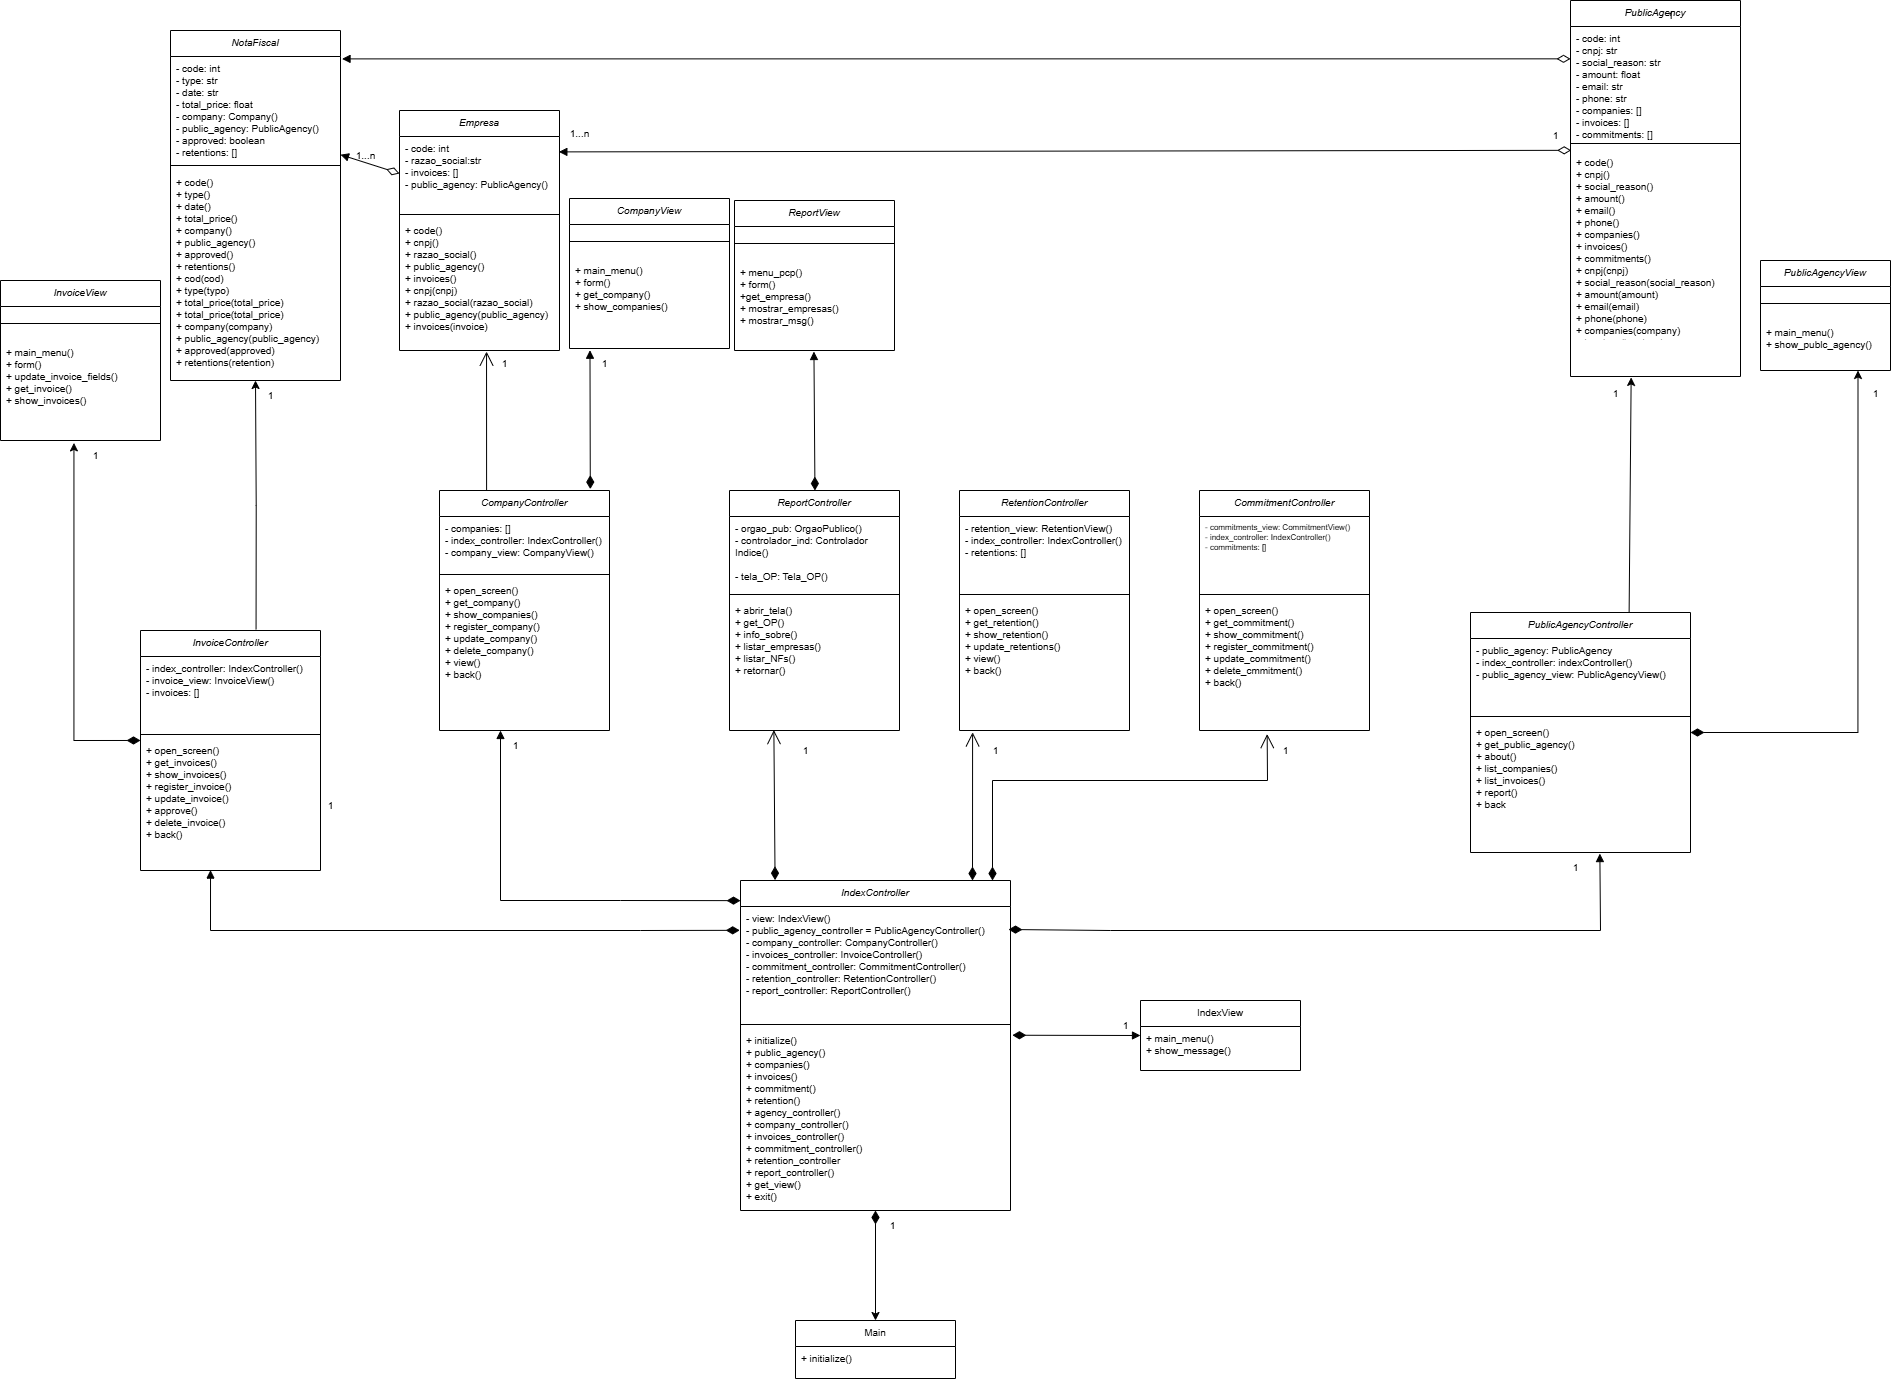 PublicAgency
- code: int
- cnpj: str
- social_reason: str
- amount: float
- email: str
- phone: str
- companies: []
- invoices: []
- commitments: []
+ code()
+ cnpj()
+ social_reason()
+ amount()
+ email()
+ phone()
+ companies()
+ invoices()
+ commitments()
+ cnpj(cnpj)
+ social_reason(social_reason)
+ amount(amount)
+ email(email)
+ phone(phone)
+ companies(company)
1
1
NotaFiscal
- code: int
- type: str
- date: str
- total_price: float
- company: Company()
- public_agency: PublicAgency()
- approved: boolean
- retentions: []
+ code()
+ type()
+ date()
+ total_price()
+ company()
+ public_agency()
+ approved()
+ retentions()
+ cod(cod)
+ type(typo)
+ total_price(total_price)
+ total_price(total_price)
+ company(company)
+ public_agency(public_agency)
+ approved(approved)
+ retentions(retention)
1
1...n
Empresa
- code: int
- razao_social:str
- invoices: []
- public_agency: PublicAgency()
+ code()
+ cnpj()
+ razao_social()
+ public_agency()
+ invoices()
+ cnpj(cnpj)
+ razao_social(razao_social)
+ public_agency(public_agency)
+ invoices(invoice)
1
1...n
CompanyView
+ main_menu()
+ form()
+ get_company()
+ show_companies()
1
ReportView
+ menu_pcp()
+ form()
+get_empresa()
+ mostrar_empresas()
+ mostrar_msg()
PublicAgencyView
+ main_menu()
+ show_publc_agency()
1
InvoiceView
+ main_menu()
+ form()
+ update_invoice_fields()
+ get_invoice()
+ show_invoices()
1
CompanyController
- companies: []
- index_controller: IndexController()
- company_view: CompanyView()
+ open_screen()
+ get_company()
+ show_companies()
+ register_company()
+ update_company()
+ delete_company()
+ view()
+ back()
1
ReportController
- orgao_pub: OrgaoPublico()
- controlador_ind: Controlador
Indice()
- tela_OP: Tela_OP()
+ abrir_tela()
+ get_OP()
+ info_sobre()
+ listar_empresas()
+ listar_NFs()
+ retornar()
1
RetentionController
- retention_view: RetentionView()
- index_controller: IndexController()
- retentions: []
+ open_screen()
+ get_retention()
+ show_retention()
+ update_retentions()
+ view()
+ back()
1
CommitmentController
- commitments_view: CommitmentView()
- index_controller: IndexController()
- commitments: []
+ open_screen()
+ get_commitment()
+ show_commitment()
+ register_commitment()
+ update_commitment()
+ delete_cmmitment()
+ back()
1
PublicAgencyController
- public_agency: PublicAgency
- index_controller: indexController()
- public_agency_view: PublicAgencyView()
+ open_screen()
+ get_public_agency()
+ about()
+ list_companies()
+ list_invoices()
+ report()
+ back
1
InvoiceController
- index_controller: IndexController()
- invoice_view: InvoiceView()
- invoices: []
+ open_screen()
+ get_invoices()
+ show_invoices()
+ register_invoice()
+ update_invoice()
+ approve()
+ delete_invoice()
+ back()
1
IndexController
- view: IndexView()
- public_agency_controller = PublicAgencyController()
- company_controller: CompanyController()
- invoices_controller: InvoiceController()
- commitment_controller: CommitmentController()
- retention_controller: RetentionController()
- report_controller: ReportController()
+ initialize()
+ public_agency()
+ companies()
+ invoices()
+ commitment()
+ retention()
+ agency_controller()
+ company_controller()
+ invoices_controller()
+ commitment_controller()
+ retention_controller
+ report_controller()
+ get_view()
+ exit()
1
1
IndexView
+ main_menu()
+ show_message()
Main
+ initialize()